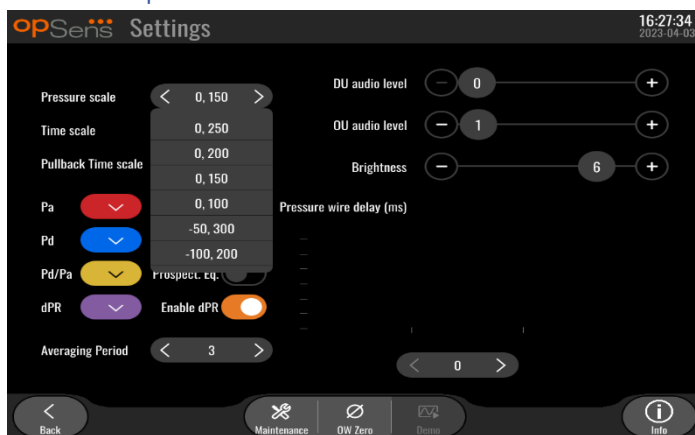 opSens Settings
16:27:34
2023-04-03
Pressure scale
0, 150
0, 250
0, 200
0, 150
0, 100
-50, 300
-100, 200
Time scale
Pullback Time scale
Pa
Pd
Pd/Pa
dPR
Prospect. Eq.
Enable dPR
Averaging Period
3
DU audio level
0
OU audio level
1
Brightness
6
Pressure wire delay (ms)
0
Back
Maintenance
OW Zero
Demo
Info